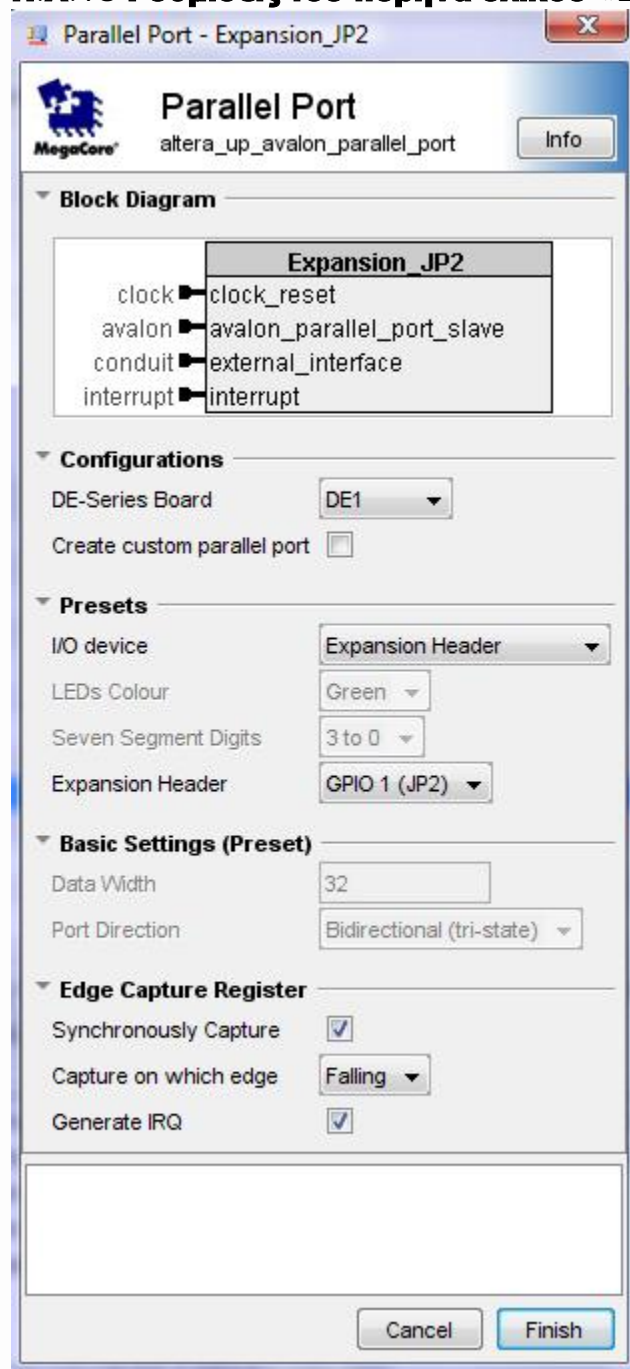 Ρυθμίσεις του
Parallel Port - Expansion_JP2
MegaCore®
Parallel Port
altera_up_avalon_parallel_port
Info
Block Diagram
Expansion_JP2
clock clock_reset
avalon avalon_parallel_port_slave
conduit external_interface
interrupt interrupt
Configurations
DE-Series Board DE1
Create custom parallel port
Presets
I/O device Expansion Header
LEDs Colour Green
Seven Segment Digits 3 to 0
Expansion Header GPIO 1 (JP2)
Basic Settings (Preset)
Data Width 32
Port Direction Bidirectional (tri-state)
Edge Capture Register
Synchronously Capture
Capture on which edge Falling
Generate IRQ
Cancel Finish